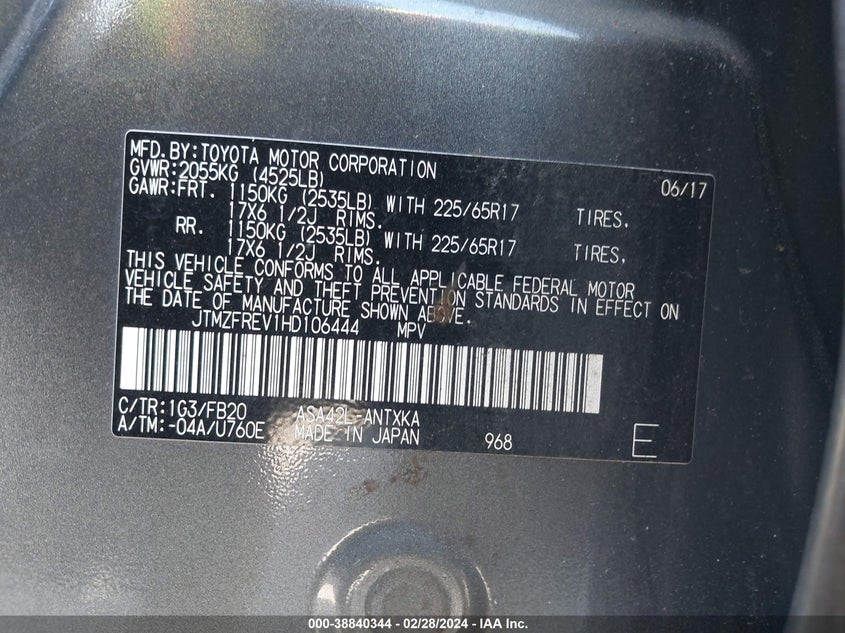 MFD.BY:TOYOTA MOTOR CORPORATION 06/17
GVWR:2055KG (4525LB)
GAWR:FRT. 1150KG (2535LB) WITH 225/65R17 TIRES,
17X6 1/2J RIMS.
RR. 1150KG (2535LB) WITH 225/65R17 TIRES,
17X6 1/2J RIMS.
THIS VEHICLE CONFORMS TO ALL APPLICABLE FEDERAL MOTOR
VEHICLE SAFETY AND THEFT PREVENTION STANDARDS IN EFFECT ON
THE DATE OF MANUFACTURE SHOWN ABOVE.
JTMZFREV1HD106444 MPV
C/TR:1G3/FB20 ASA42L-ANTXKA
A/TM:-04A/U760E MADE IN JAPAN 968 E
000-38840344 - 02/28/2024 - IAA Inc.